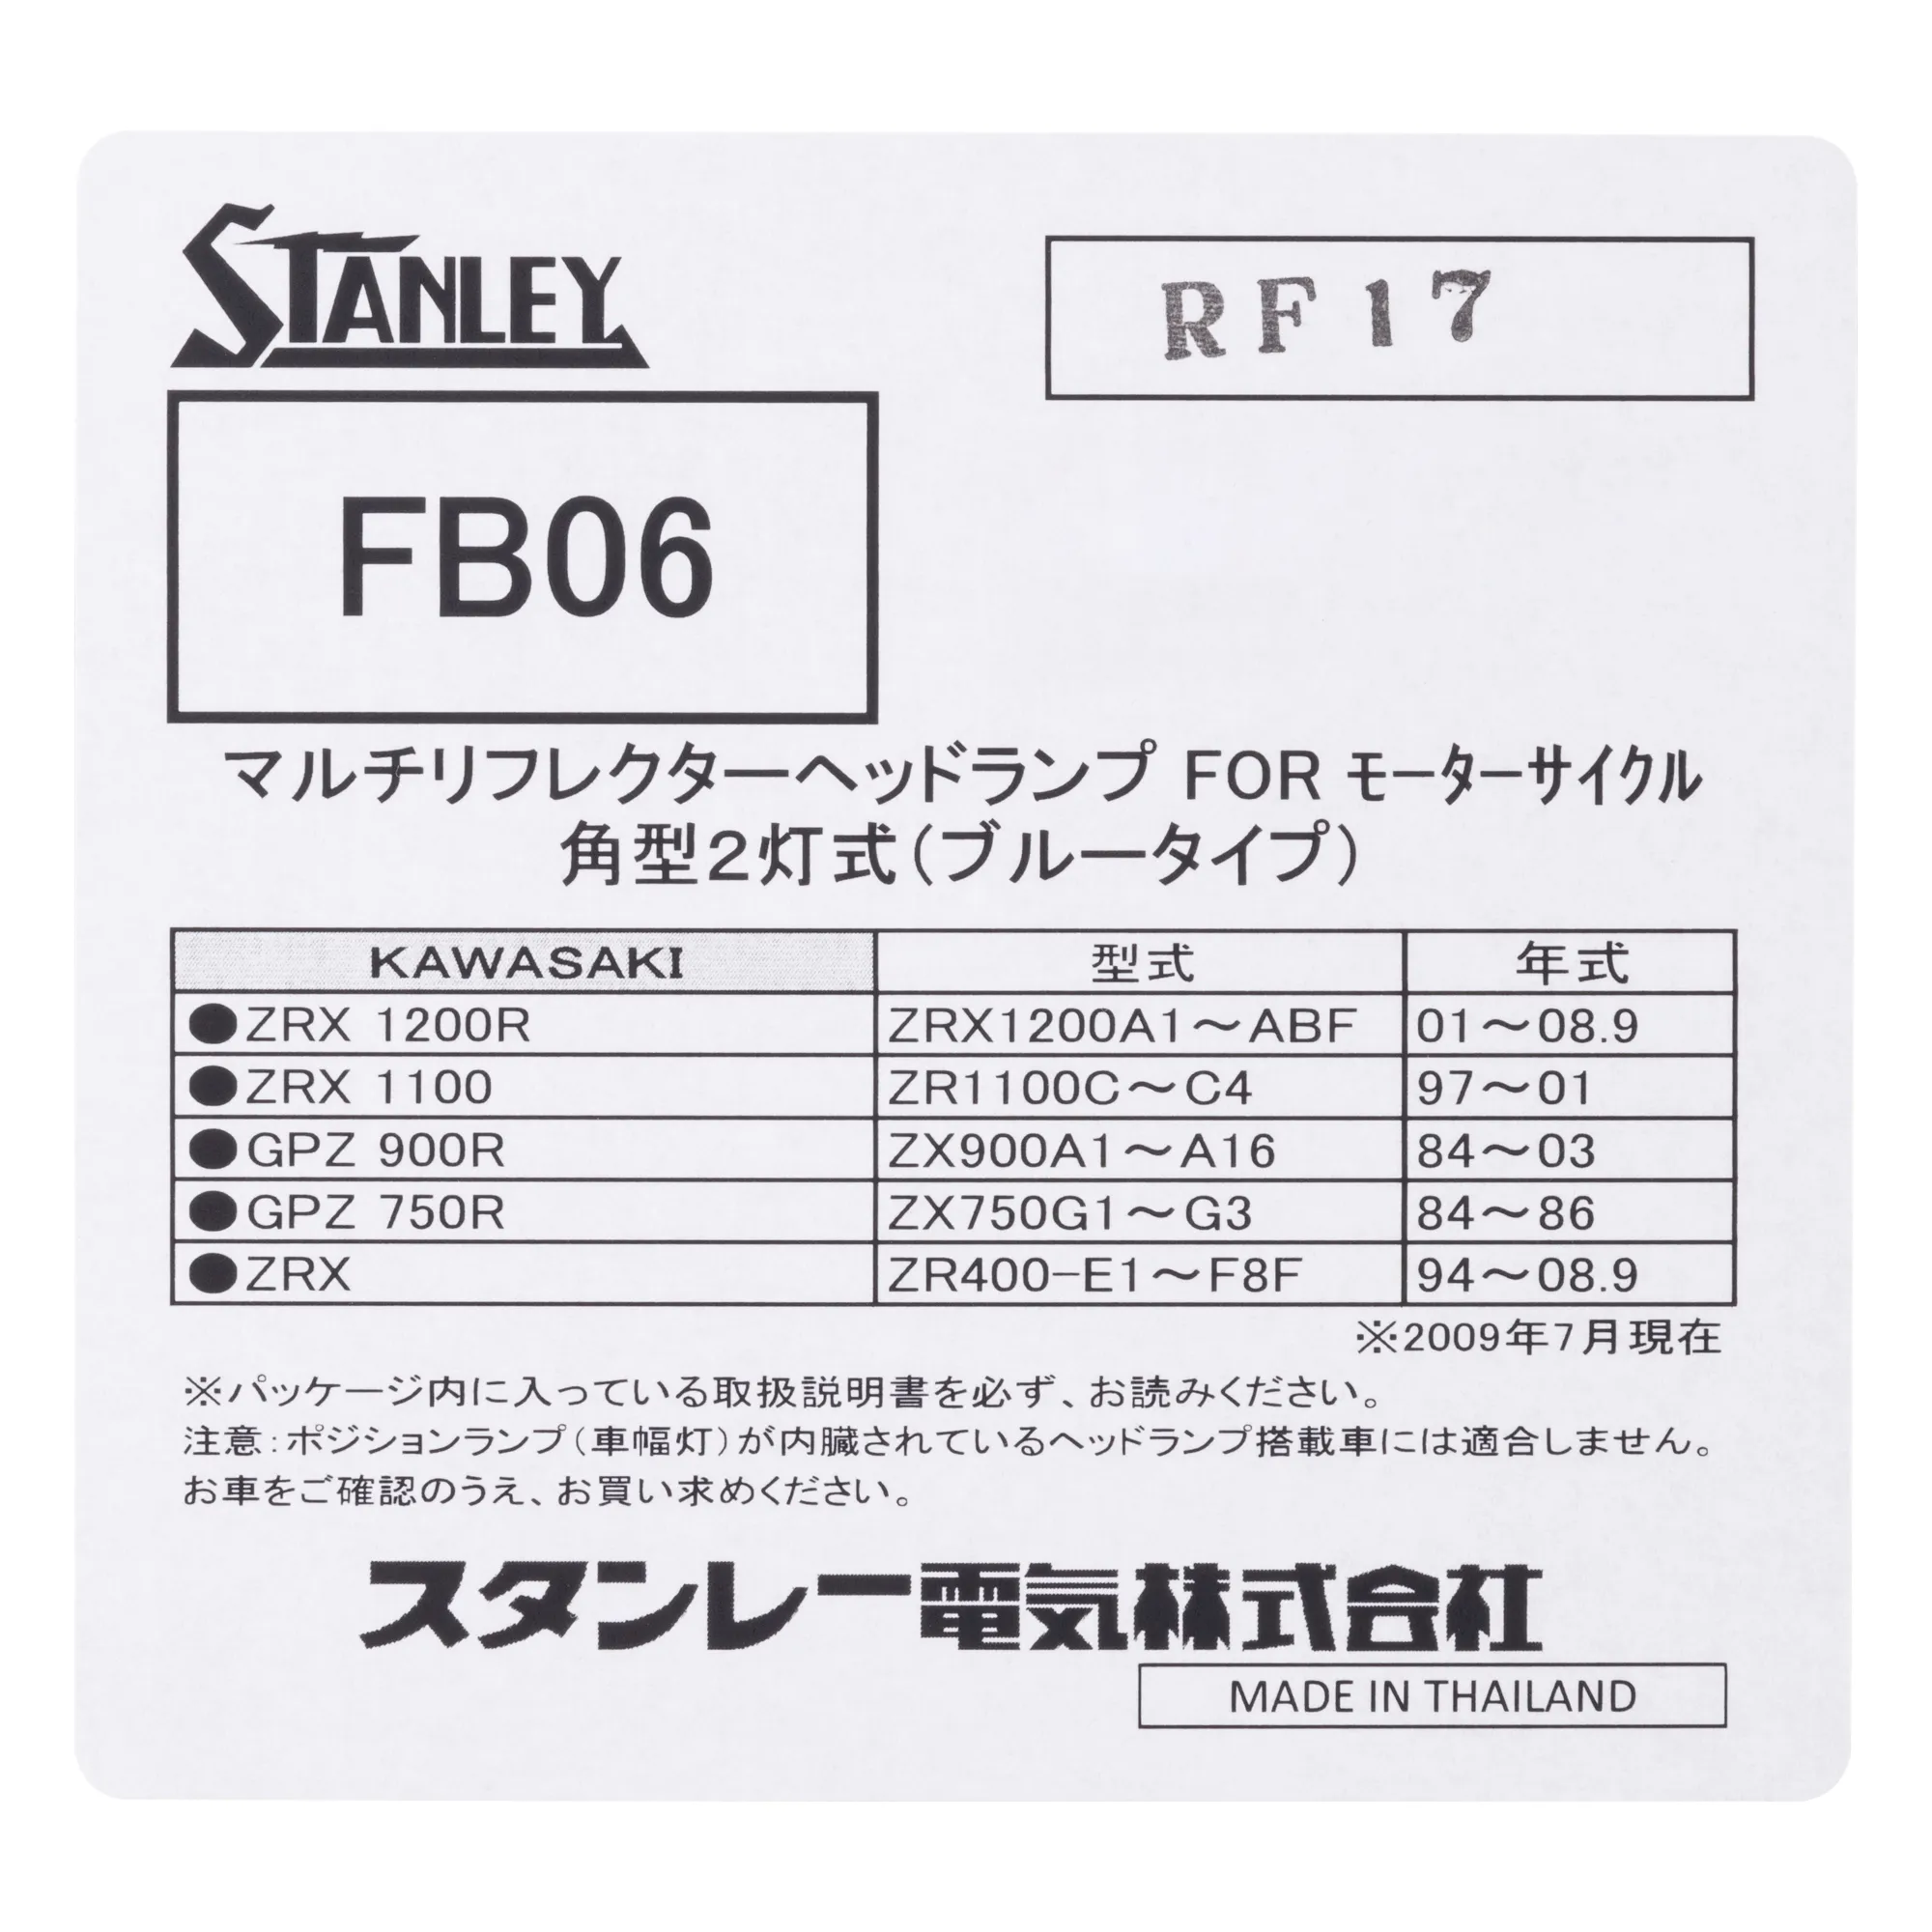 STANLEY
RF17
FB06
マルチリフレクターヘッドランプ FOR モーターサイクル
角型２灯式(ブルータイプ)
KAWASAKI 型式 年式
●ZRX 1200R ZRX1200A1～ABF 01～08.9
●ZRX 1100 ZR1100C～C4 97～01
●GPZ 900R ZX900A1～A16 84～03
●GPZ 750R ZX750G1～G3 84～86
●ZRX ZR400-E1～F8F 94～08.9
※2009年7月現在
※パッケージ内に入っている取扱説明書を必ず、お読みください。
注意:ポジションランプ(車幅灯)が内臓されているヘッドランプ搭載車には適合しません。
お車をご確認のうえ、お買い求めください。
スタンレー電気株式会社
MADE IN THAILAND